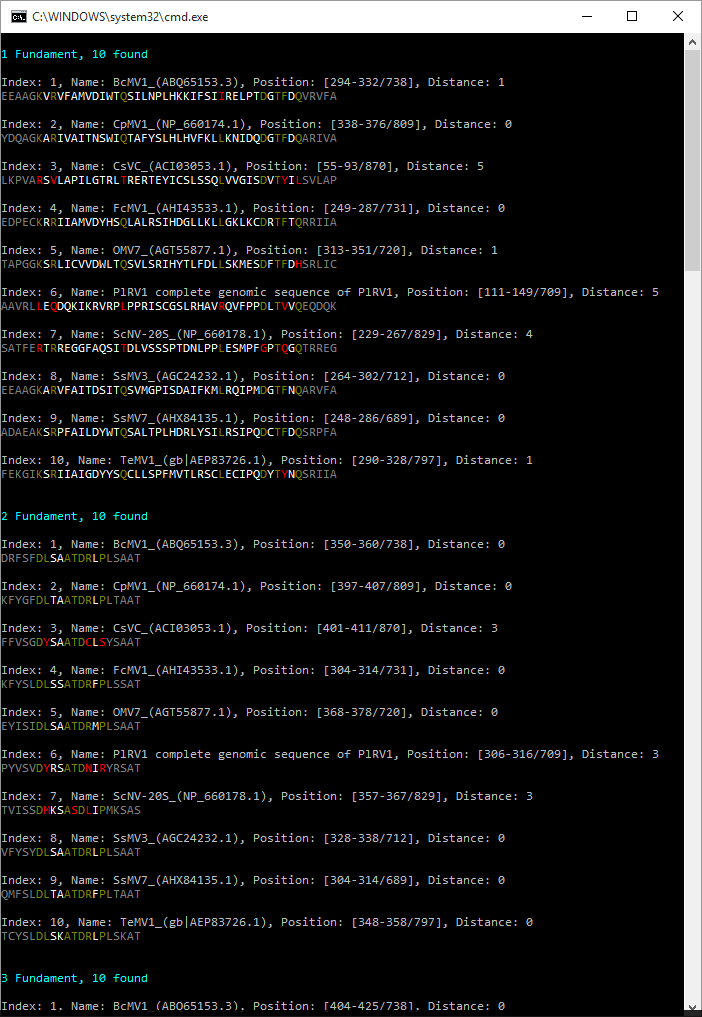 C:\WINDOWS\system32\cmd.exe
1 Fundament, 10 found
Index: 1, Name: BcMV1_(ABQ65153.3), Position: [294-332/738], Distance: 1
EEAAGKVRVFAMVDIWTQSILNPLHKKIFSIIRELPTDGTFDQVRVFA
Index: 2, Name: CpMV1_(NP_660174.1), Position: [338-376/809], Distance: 0
YDQAGKARIVAITNSWIQTAFYSLHLHVFKLLKNIDQDGTFDQARIVA
Index: 3, Name: CsVC_(ACI03053.1), Position: [55-93/870], Distance: 5
LKPVARSVLAPILGTRLTRERTEYICSLSSQLVVGISDVTYILSVLAP
Index: 4, Name: FcMV1_(AHI43533.1), Position: [249-287/731], Distance: 0
EDPECKRRIIAMVDYHSQLALRSIHDGLLKLLGKLKCDRTFTQRRIIA
Index: 5, Name: OMV7_(AGT55877.1), Position: [313-351/720], Distance: 1
TAPGGKSRLICVVDWLTQSVLSRIHYTLFDLLSKMESDFTFDHSRLIC
Index: 6, Name: PlRV1 complete genomic sequence of PlRV1, Position: [111-149/709], Distance: 5
AAVRLLEQDQKIKRVRPLPPRISCGSLRHAVRQVFPPDLTVVQEQDQK
Index: 7, Name: ScNV-20S_(NP_660178.1), Position: [229-267/829], Distance: 4
SATFERTRREGGFAQSITDLVSSSPTDNLPPLESMPFGPTQGQTRREG
Index: 8, Name: SsMV3_(AGC24232.1), Position: [264-302/712], Distance: 0
EEAAGKARVFAITDSITQSVMGPISDAIFKMLRQIPMDGTFNQARVFA
Index: 9, Name: SsMV7_(AHX84135.1), Position: [248-286/689], Distance: 0
ADAEAKSRPFAILDYWTQSALTPLHDRLYSILRSIPQDCTFDQSRPFA
Index: 10, Name: TeMV1_(gb|AEP83726.1), Position: [290-328/797], Distance: 1
FEKGIKSRIIAIGDYYSQCLLSPFMVTLRSCLECIPQDYTYNQSRIIA
2 Fundament, 10 found
Index: 1, Name: BcMV1_(ABQ65153.3), Position: [350-360/738], Distance: 0
DRFSFDLSAATDRLPLSAAT
Index: 2, Name: CpMV1_(NP_660174.1), Position: [397-407/809], Distance: 0
KFYGFDLTAATDRLPLTAAT
Index: 3, Name: CsVC_(ACI03053.1), Position: [401-411/870], Distance: 3
FFVSGDYSAATDCLSYSAAT
Index: 4, Name: FcMV1_(AHI43533.1), Position: [304-314/731], Distance: 0
KFYSLDLSSATDRFPLSSAT
Index: 5, Name: OMV7_(AGT55877.1), Position: [368-378/720], Distance: 0
EYISIDLSAATDRMPLSAAT
Index: 6, Name: PlRV1 complete genomic sequence of PlRV1, Position: [306-316/709], Distance: 3
PYVSVDYRSATDNIRYRSAT
Index: 7, Name: ScNV-20S_(NP_660178.1), Position: [357-367/829], Distance: 3
TVISSDMKSASDLIPMKSAS
Index: 8, Name: SsMV3_(AGC24232.1), Position: [328-338/712], Distance: 0
VFYSYDLSAATDRLPLSAAT
Index: 9, Name: SsMV7_(AHX84135.1), Position: [304-314/689], Distance: 0
QMFSLDLTAATDRFPLTAAT
Index: 10, Name: TeMV1_(gb|AEP83726.1), Position: [348-358/797], Distance: 0
TCYSLDLSKATDRLPLSKAT
3 Fundament, 10 found
Index: 1, Name: BcMV1_(ABQ65153.3), Position: [404-425/738], Distance: 0